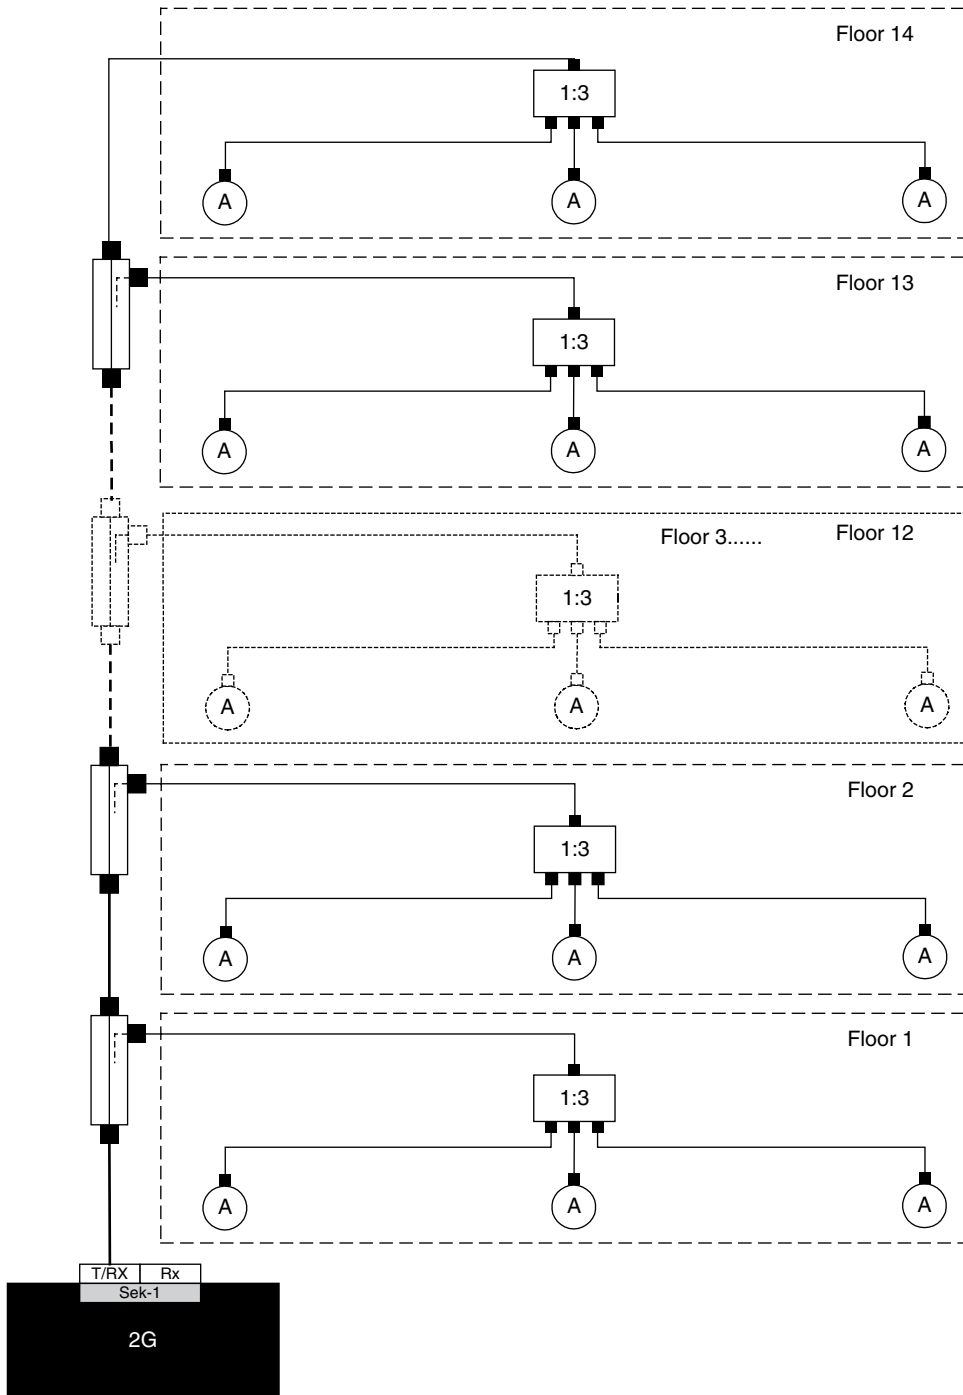 Floor 14
1:3
A
A
A
Floor 13
1:3
A
A
A
Floor 3......
Floor 12
1:3
A
A
A
Floor 2
1:3
A
A
A
Floor 1
1:3
A
A
A
T/RX
Rx
Sek-1
2G